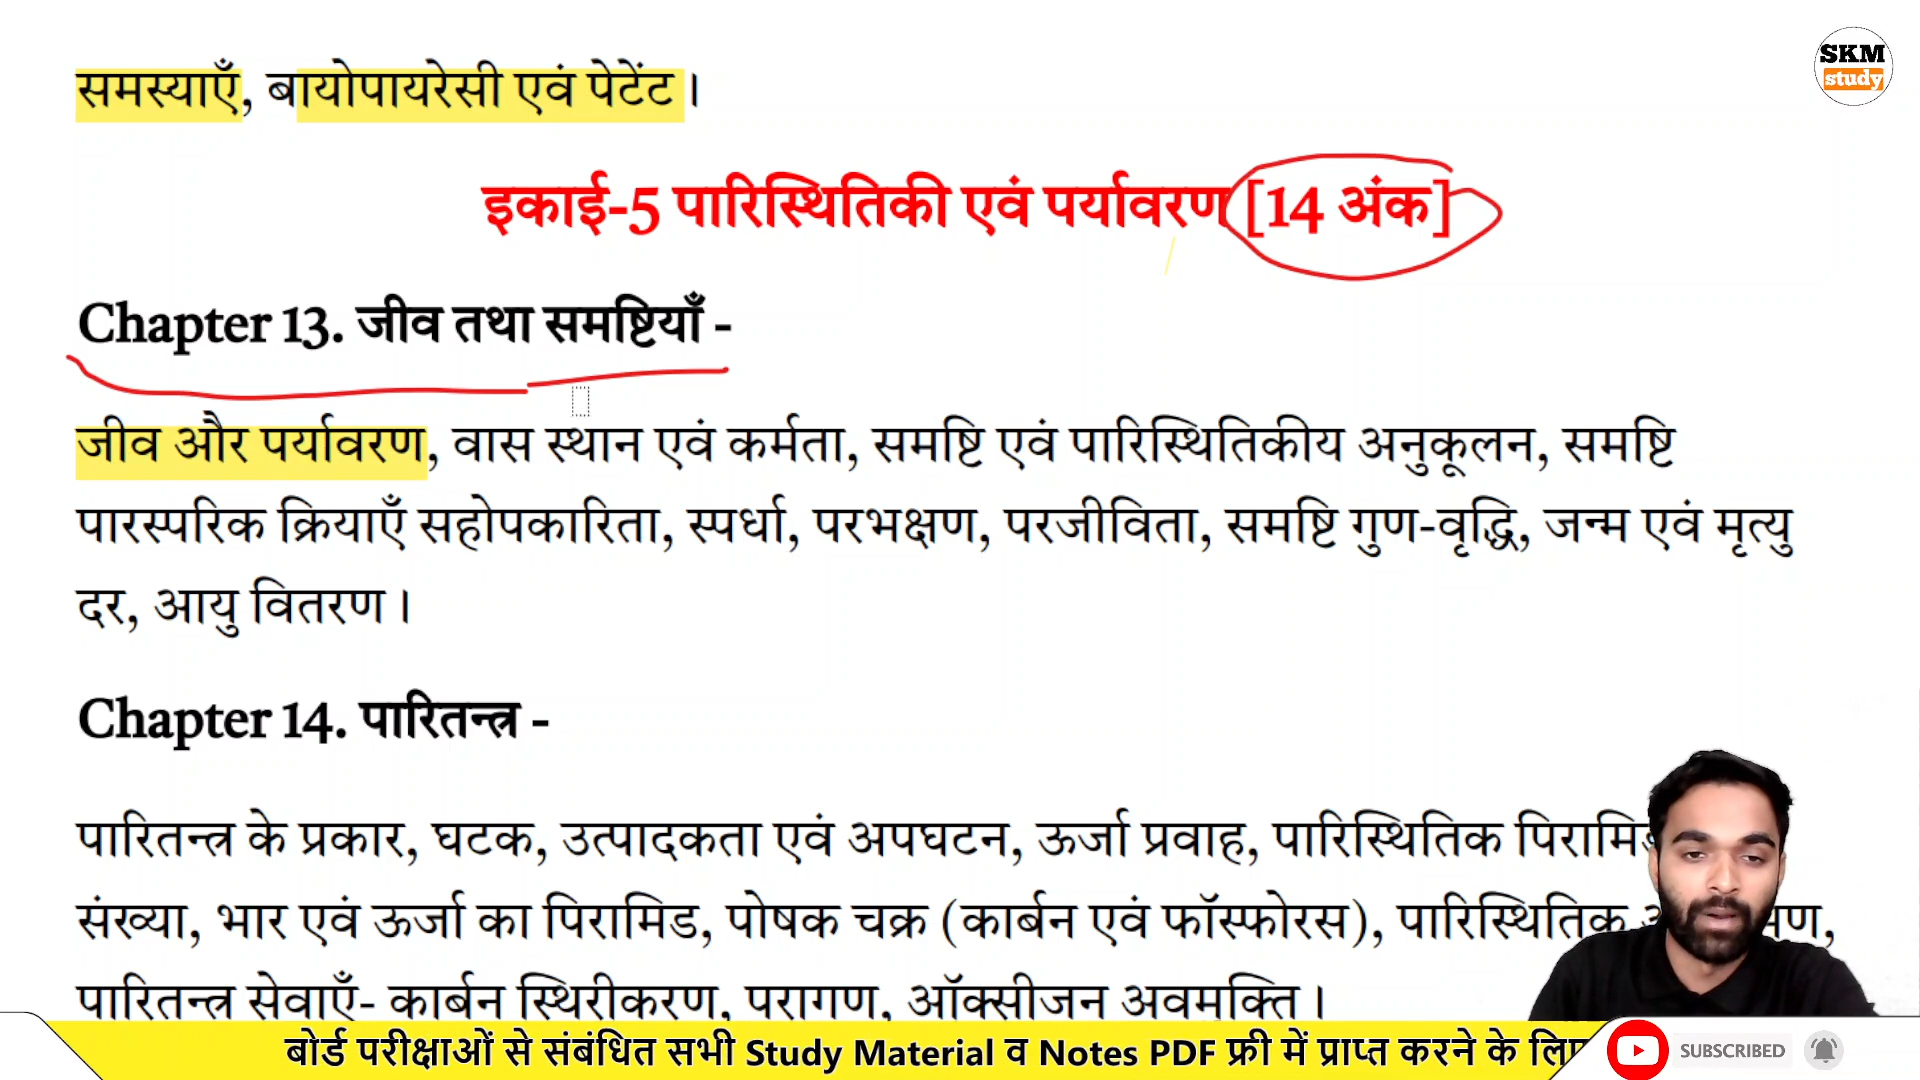 SKM
study
समस्याएँ, बायोपायरेसी एवं पेटेंट।
इकाई-5 पारिस्थितिकी एवं पर्यावरण [14 अंक]
Chapter 13. जीव तथा समष्टियाँ -
जीव और पर्यावरण, वास स्थान एवं कर्मता, समष्टि एवं पारिस्थितिकीय अनुकूलन, समष्टि
पारस्परिक क्रियाएँ सहोपकारिता, स्पर्धा, परभक्षण, परजीविता, समष्टि गुण-वृद्धि, जन्म एवं मृत्यु
दर, आयु वितरण।
Chapter 14. पारितन्त्र -
पारितन्त्र के प्रकार, घटक, उत्पादकता एवं अपघटन, ऊर्जा प्रवाह, पारिस्थितिक
संख्या, भार एवं ऊर्जा का पिरामिड, पोषक चक्र (कार्बन एवं फॉस्फोरस), पारिस्थितिक
पारितन्त्र सेवाएँ- कार्बन स्थिरीकरण, परागण, ऑक्सीजन अवमुक्ति।
बोर्ड परीक्षाओं से संबंधित सभी Study Material व Notes PDF फ्री में प्राप्त करने के
SUBSCRIBED